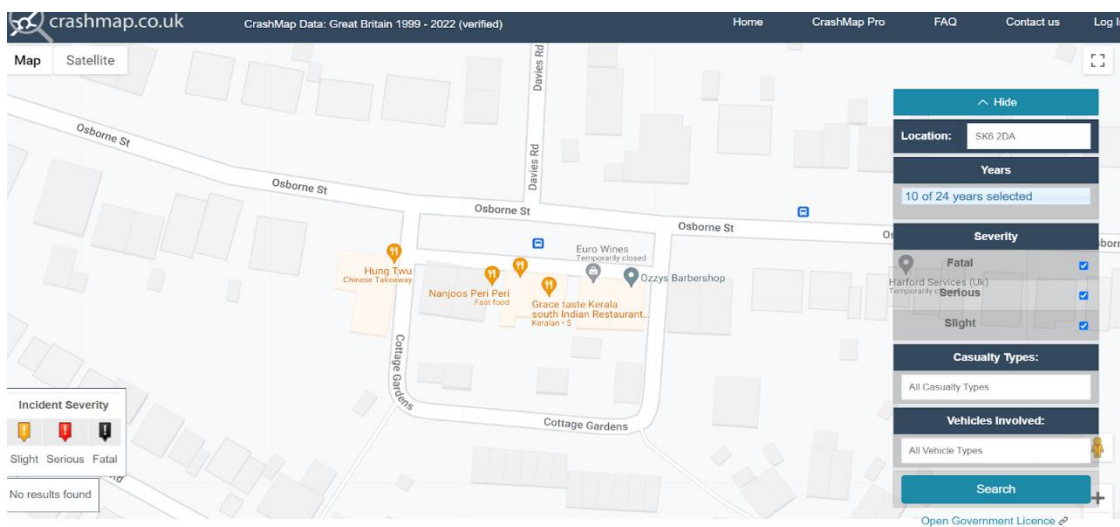 crashmap.co.uk
CrashMap Data: Great Britain 1999 - 2022 (verified)
Home
CrashMap Pro
FAQ
Contact us
Map
Satellite
Hide
Location:
SK6 2DA
Years
10 of 24 years selected
Severity
Fatal
Harford Services (Uk)
Serious
Slight
Casualty Types:
All Casualty Types
Vehicles Involved:
All Vehicle Types
Search
Open Government Licence
Davies Rd
Davies Rd
Osborne St
Osborne St
Osborne St
Osborne St
Euro Wines
Temporarily closed
Ozzys Barbershop
Hung Twu
Chinese Takeaway
Nanjoos Peri Peri
Fast food
Grace taste Kerala
south Indian Restaurant...
Keralan - $
Cottage Gardens
Cottage Gardens
Incident Severity
Slight Serious Fatal
No results found